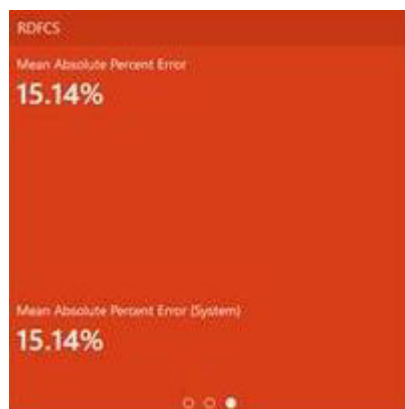 RDFCS
Mean Absolute Percent Error
15.14%
Mean Absolute Percent Error (System)
15.14%